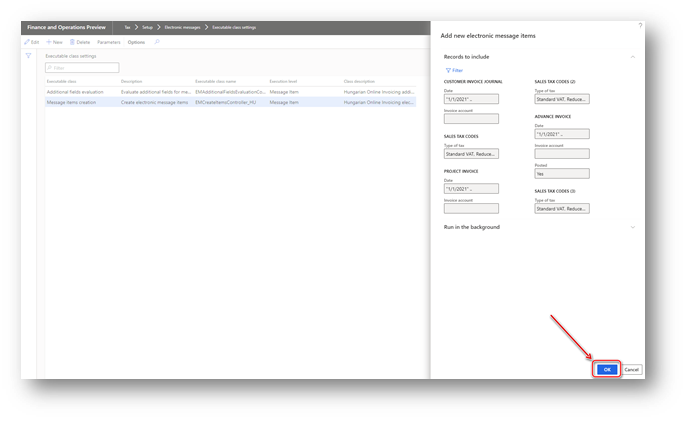 Finance and Operations Preview
Tax > Setup > Electronic messages > Executable class settings
Edit + New Delete Parameters Options
Executable class settings
Filter
Executable class Description Executable class name Execution level Class description
Additional fields evaluation Evaluate additional fields for me... EMAdditionalFieldsEvaluationCo... Message item Hungarian Online Invoicing add...
Message items creation Create electronic message items EMCreateItemsController_HU Message item Hungarian Online invoicing elec...
?
Add new electronic message items
Records to include
Filter
CUSTOMER INVOICE JOURNAL
Date
"1/1/2021" ..
Invoice account
SALES TAX CODES
Type of tax
Standard VAT, Reduce...
PROJECT INVOICE
Date
"1/1/2021" ..
Invoice account
SALES TAX CODES (2)
Type of tax
Standard VAT, Reduce...
ADVANCE INVOICE
Date
"1/1/2021" ..
Invoice account
Posted
Yes
SALES TAX CODES (3)
Type of tax
Standard VAT, Reduce...
Run in the background
OK Cancel